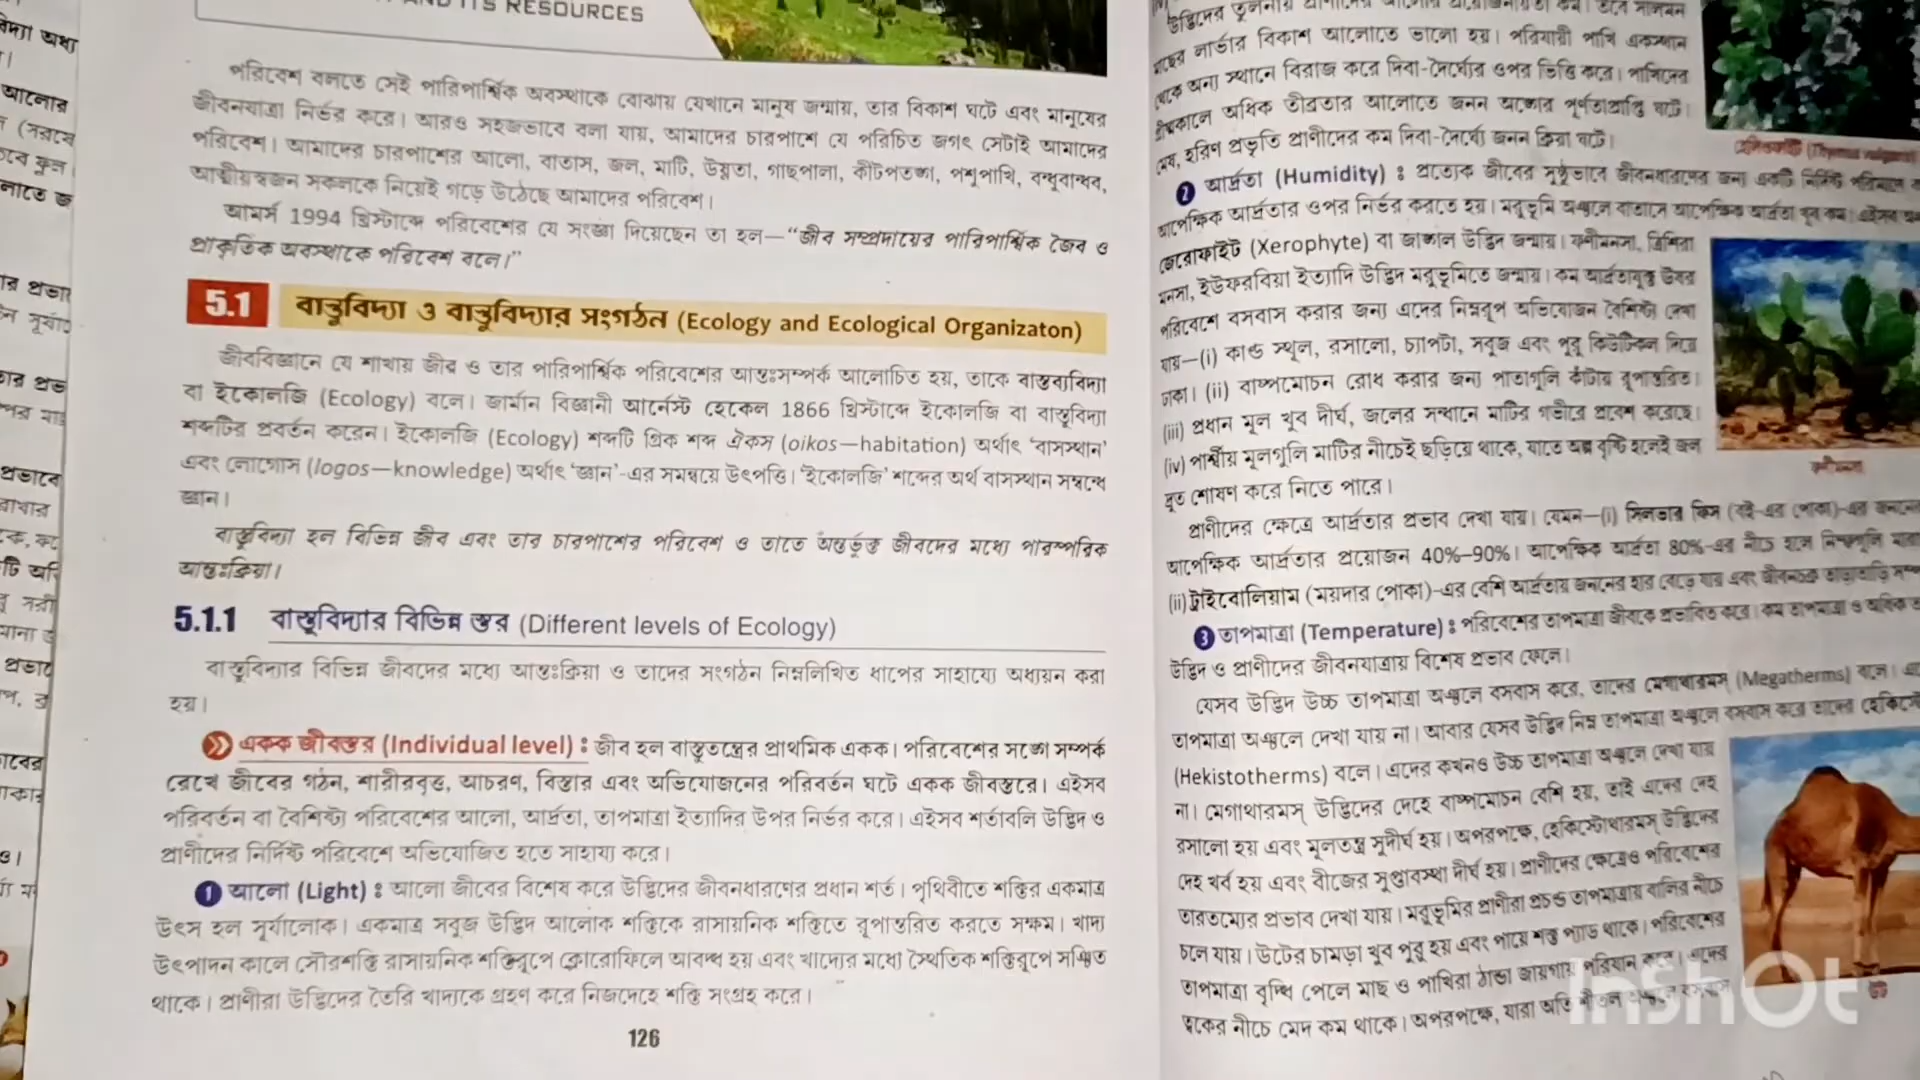 AND ITS RESOURCES
পরিবেশ বলতে সেই পারিপার্শ্বিক অবস্থাকে বোঝায় যেখানে মানুষ জন্মায়, তার বিকাশ ঘটে এবং মানুষের
জীবনযাত্রা নির্ভর করে। আরও সহজভাবে বলা যায়, আমাদের চারপাশে যে পরিচিত জগৎ সেটাই আমাদের
পরিবেশ। আমাদের চারপাশের আলো, বাতাস, জল, মাটি, উষ্ণতা, গাছপালা, কীটপতঙ্গ, পশুপাখি, বন্ধুবান্ধব,
আত্মীয়স্বজন সকলকে নিয়েই গড়ে উঠেছে আমাদের পরিবেশ।
আমর্স 1994 খ্রিস্টাব্দে পরিবেশের যে সংজ্ঞা দিয়েছেন তা হল—“জীব সম্প্রদায়ের পারিপার্শ্বিক জৈব ও
প্রাকৃতিক অবস্থাকে পরিবেশ বলে।”
5.1 বাস্তুবিদ্যা ও বাস্তুবিদ্যার সংগঠন (Ecology and Ecological Organizaton)
জীববিজ্ঞানে যে শাখায় জীব ও তার পারিপার্শ্বিক পরিবেশের আন্তঃসম্পর্ক আলোচিত হয়, তাকে বাস্তব্যবিদ্যা
বা ইকোলজি (Ecology) বলে। জার্মান বিজ্ঞানী আর্নেস্ট হেকেল 1866 খ্রিস্টাব্দে ইকোলজি বা বাস্তুবিদ্যা
শব্দটির প্রবর্তন করেন। ইকোলজি (Ecology) শব্দটি গ্রিক শব্দ ঐকস (oikos—habitation) অর্থাৎ ‘বাসস্থান’
এবং লোগোস (logos—knowledge) অর্থাৎ ‘জ্ঞান’-এর সমন্বয়ে উৎপত্তি। ‘ইকোলজি’ শব্দের অর্থ বাসস্থান সম্বন্ধে
জ্ঞান।
বাস্তুবিদ্যা হল বিভিন্ন জীব এবং তার চারপাশের পরিবেশ ও তাতে অন্তর্ভুক্ত জীবদের মধ্যে পারস্পরিক
আন্তঃক্রিয়া।
5.1.1 বাস্তুবিদ্যার বিভিন্ন স্তর (Different levels of Ecology)
বাস্তুবিদ্যার বিভিন্ন জীবদের মধ্যে আন্তঃক্রিয়া ও তাদের সংগঠন নিম্নলিখিত ধাপের সাহায্যে অধ্যয়ন করা
হয়।
একক জীবস্তর (Individual level) : জীব হল বাস্তুতন্ত্রের প্রাথমিক একক। পরিবেশের সঙ্গে সম্পর্ক
রেখে জীবের গঠন, শারীরবৃত্ত, আচরণ, বিস্তার এবং অভিযোজনের পরিবর্তন ঘটে একক জীবস্তরে। এইসব
পরিবর্তন বা বৈশিষ্ট্য পরিবেশের আলো, আর্দ্রতা, তাপমাত্রা ইত্যাদির উপর নির্ভর করে। এইসব শর্তাবলি উদ্ভিদ ও
প্রাণীদের নির্দিষ্ট পরিবেশে অভিযোজিত হতে সাহায্য করে।
1 আলো (Light) : আলো জীবের বিশেষ করে উদ্ভিদের জীবনধারণের প্রধান শর্ত। পৃথিবীতে শক্তির একমাত্র
উৎস হল সূর্যালোক। একমাত্র সবুজ উদ্ভিদ আলোক শক্তিকে রাসায়নিক শক্তিতে রূপান্তরিত করতে সক্ষম। খাদ্য
উৎপাদন কালে সৌরশক্তি রাসায়নিক শক্তিরূপে ক্লোরোফিলে আবদ্ধ হয় এবং খাদ্যের মধ্যে স্থৈতিক শক্তিরূপে সঞ্চিত
থাকে। প্রাণীরা উদ্ভিদের তৈরি খাদ্যকে গ্রহণ করে নিজদেহে শক্তি সংগ্রহ করে।
126
মাছের লার্ভার বিকাশ আলোতে ভালো হয়। পরিযায়ী পাখি একস্থান
থেকে অন্য স্থানে বিরাজ করে দিবা-দৈর্ঘ্যের ওপর ভিত্তি করে। পাখিদের
গ্রীষ্মকালে অধিক তীব্রতার আলোতে জনন অঙ্গের পূর্ণতাপ্রাপ্তি ঘটে।
মেষ, হরিণ প্রভৃতি প্রাণীদের কম দিবা-দৈর্ঘ্যে জনন ক্রিয়া ঘটে।
2 আর্দ্রতা (Humidity) : প্রত্যেক জীবের সুষ্ঠুভাবে জীবনধারণের জন্য একটি নির্দিষ্ট পরিমাণে
আপেক্ষিক আর্দ্রতার ওপর নির্ভর করতে হয়। মরুভূমি অঞ্চলে বাতাসে আপেক্ষিক আর্দ্রতা খুব কম। এইসব
জেরোফাইট (Xerophyte) বা জাঙ্গাল উদ্ভিদ জন্মায়। ফণীমনসা, ত্রিশিরা
মনসা, ইউফরবিয়া ইত্যাদি উদ্ভিদ মরুভূমিতে জন্মায়। কম আর্দ্রতাযুক্ত উষর
পরিবেশে বসবাস করার জন্য এদের নিম্নরূপ অভিযোজন বৈশিষ্ট্য দেখা
যায়—(i) কাণ্ড স্থূল, রসালো, চ্যাপটা, সবুজ এবং পুরু কিউটিকল দিয়ে
ঢাকা। (ii) বাষ্পমোচন রোধ করার জন্য পাতাগুলি কাঁটায় রূপান্তরিত।
(iii) প্রধান মূল খুব দীর্ঘ, জলের সন্ধানে মাটির গভীরে প্রবেশ করেছে।
(iv) পার্শ্বীয় মূলগুলি মাটির নীচেই ছড়িয়ে থাকে, যাতে অল্প বৃষ্টি হলেই জল
দ্রুত শোষণ করে নিতে পারে।
ফণীমনসা
প্রাণীদের ক্ষেত্রে আর্দ্রতার প্রভাব দেখা যায়। যেমন—(i) সিলভার ফিস (বই-এর পোকা)-এর জননের
আপেক্ষিক আর্দ্রতার প্রয়োজন 40%–90%। আপেক্ষিক আর্দ্রতা 80%-এর নীচে হলে
(ii) ট্রাইবোলিয়াম (ময়দার পোকা)-এর বেশি আর্দ্রতায় জননের হার বেড়ে যায় এবং জীবনচক্র তাড়াতাড়ি
3 তাপমাত্রা (Temperature) : পরিবেশের তাপমাত্রা জীবকে প্রভাবিত করে। কম তাপমাত্রা ও অধিক
উদ্ভিদ ও প্রাণীদের জীবনযাত্রায় বিশেষ প্রভাব ফেলে।
যেসব উদ্ভিদ উচ্চ তাপমাত্রা অঞ্চলে বসবাস করে, তাদের মেগাথারমস্ (Megatherms) বলে।
তাপমাত্রা অঞ্চলে দেখা যায় না। আবার যেসব উদ্ভিদ নিম্ন তাপমাত্রা অঞ্চলে বসবাস করে তাদের
(Hekistotherms) বলে। এদের কখনও উচ্চ তাপমাত্রা অঞ্চলে দেখা যায়
না। মেগাথারমস্ উদ্ভিদের দেহে বাষ্পমোচন বেশি হয়, তাই এদের দেহ
রসালো হয় এবং মূলতন্ত্র সুদীর্ঘ হয়। অপরপক্ষে, হেকিস্টোথারমস্ উদ্ভিদের
দেহ খর্ব হয় এবং বীজের সুপ্তাবস্থা দীর্ঘ হয়। প্রাণীদের ক্ষেত্রেও পরিবেশের
তারতম্যের প্রভাব দেখা যায়। মরুভূমির প্রাণীরা প্রচণ্ড তাপমাত্রায় বালির নীচে
চলে যায়। উটের চামড়া খুব পুরু হয় এবং পায়ে শক্ত প্যাড থাকে। পরিবেশের
তাপমাত্রা বৃদ্ধি পেলে মাছ ও পাখিরা ঠান্ডা জায়গায় পরিযান করে। এদের
ত্বকের নীচে মেদ কম থাকে। অপরপক্ষে, যারা অতি শীতল অঞ্চলে বসবাস
উট
InShOt